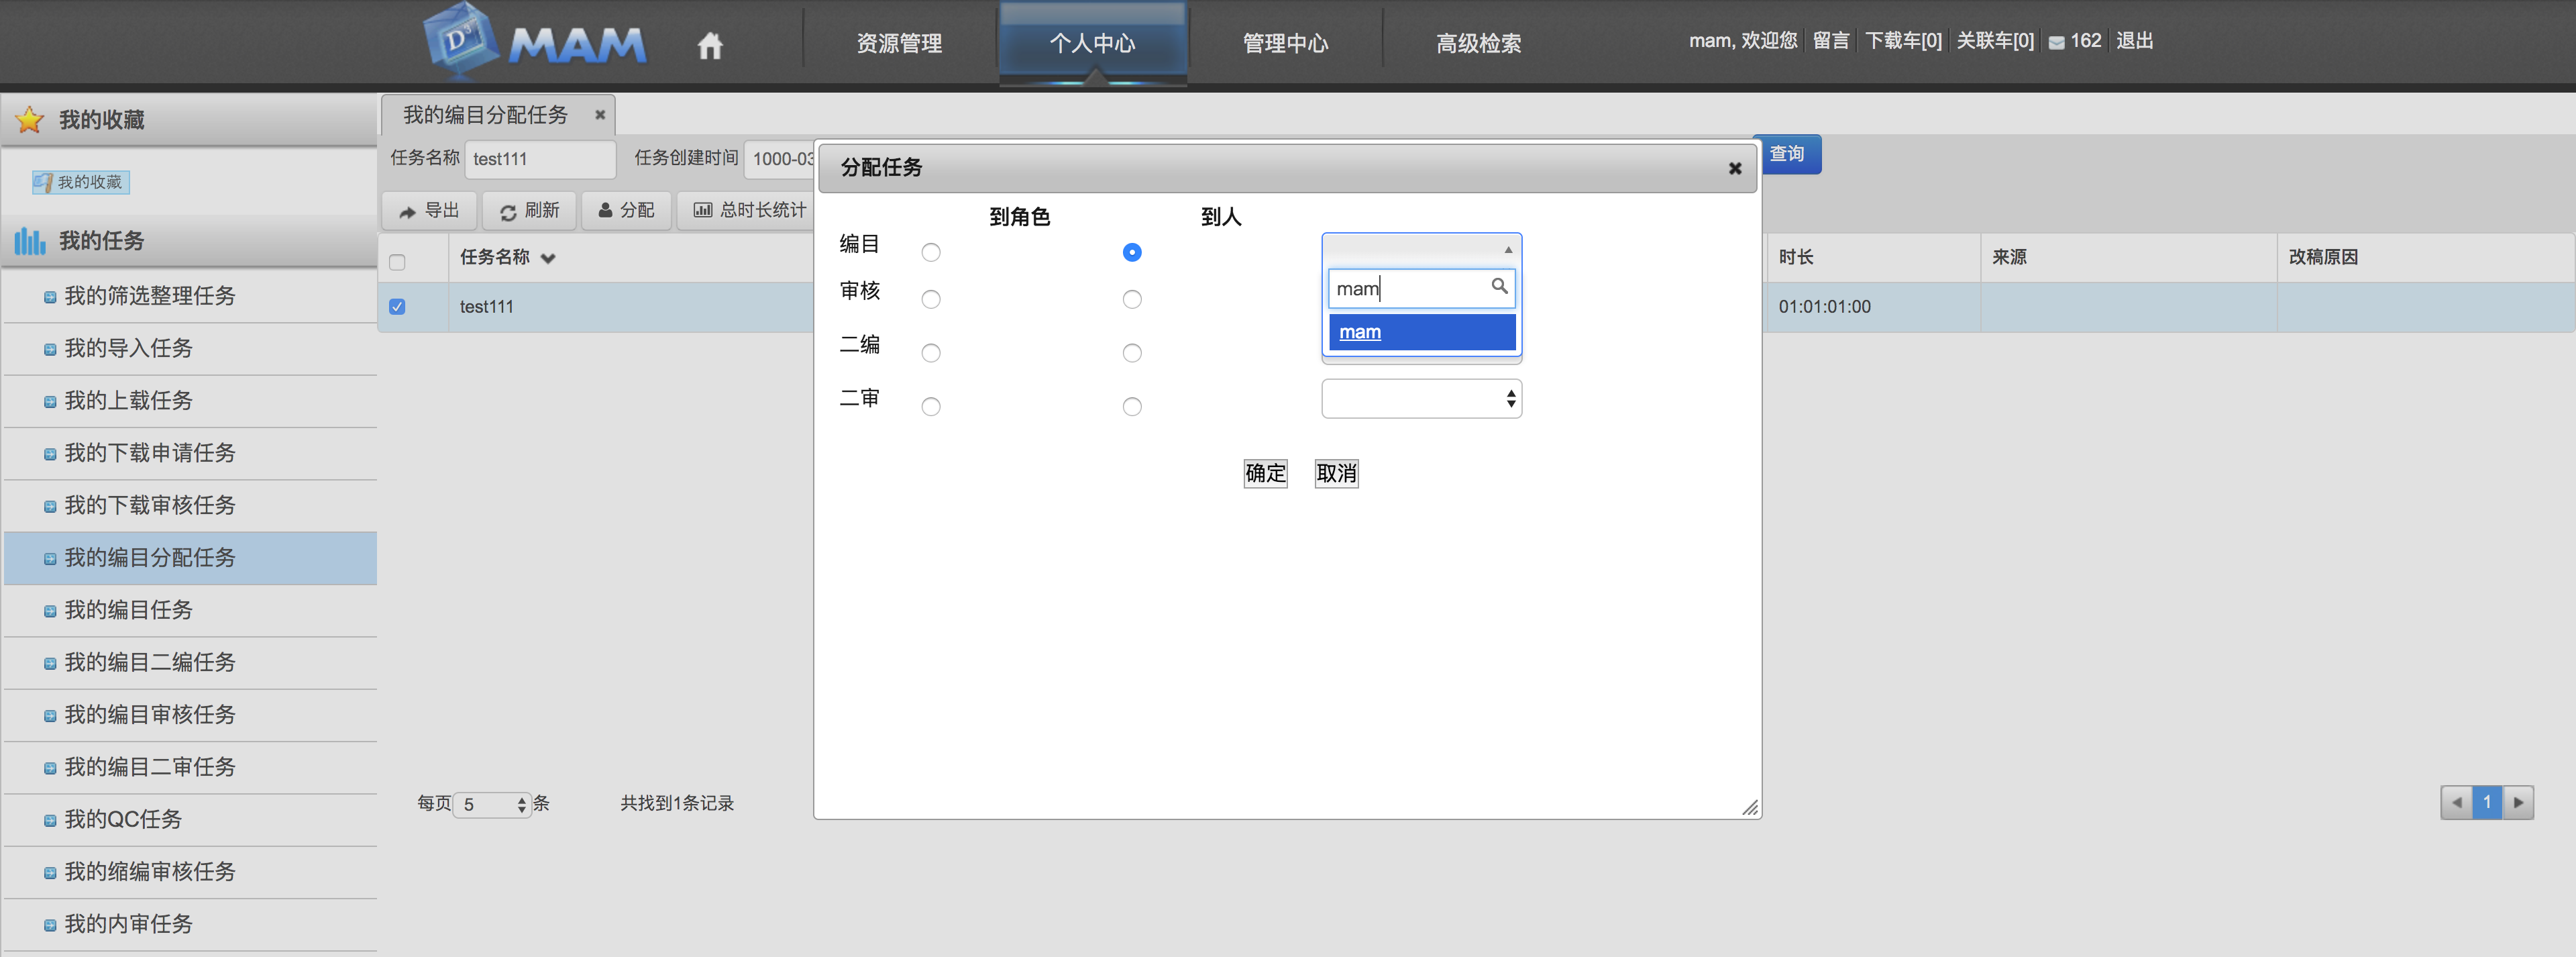 D³ MAM 资源管理 个人中心 管理中心 高级检索 mam, 欢迎您 留言 下载车[0] 关联车[0] 162 退出
我的收藏
我的收藏
我的任务
我的筛选整理任务
我的导入任务
我的上载任务
我的下载申请任务
我的下载审核任务
我的编目分配任务
我的编目任务
我的编目二编任务
我的编目审核任务
我的编目二审任务
我的QC任务
我的缩编审核任务
我的内审任务
我的编目分配任务
任务名称 test111 任务创建时间 1000-03 查询
导出 刷新 分配 总时长统计
任务名称 时长 来源 改稿原因
test111 01:01:01:00
分配任务
到角色 到人
编目
mam
mam
审核
二编
二审
确定 取消
每页 5 条 共找到1条记录 1